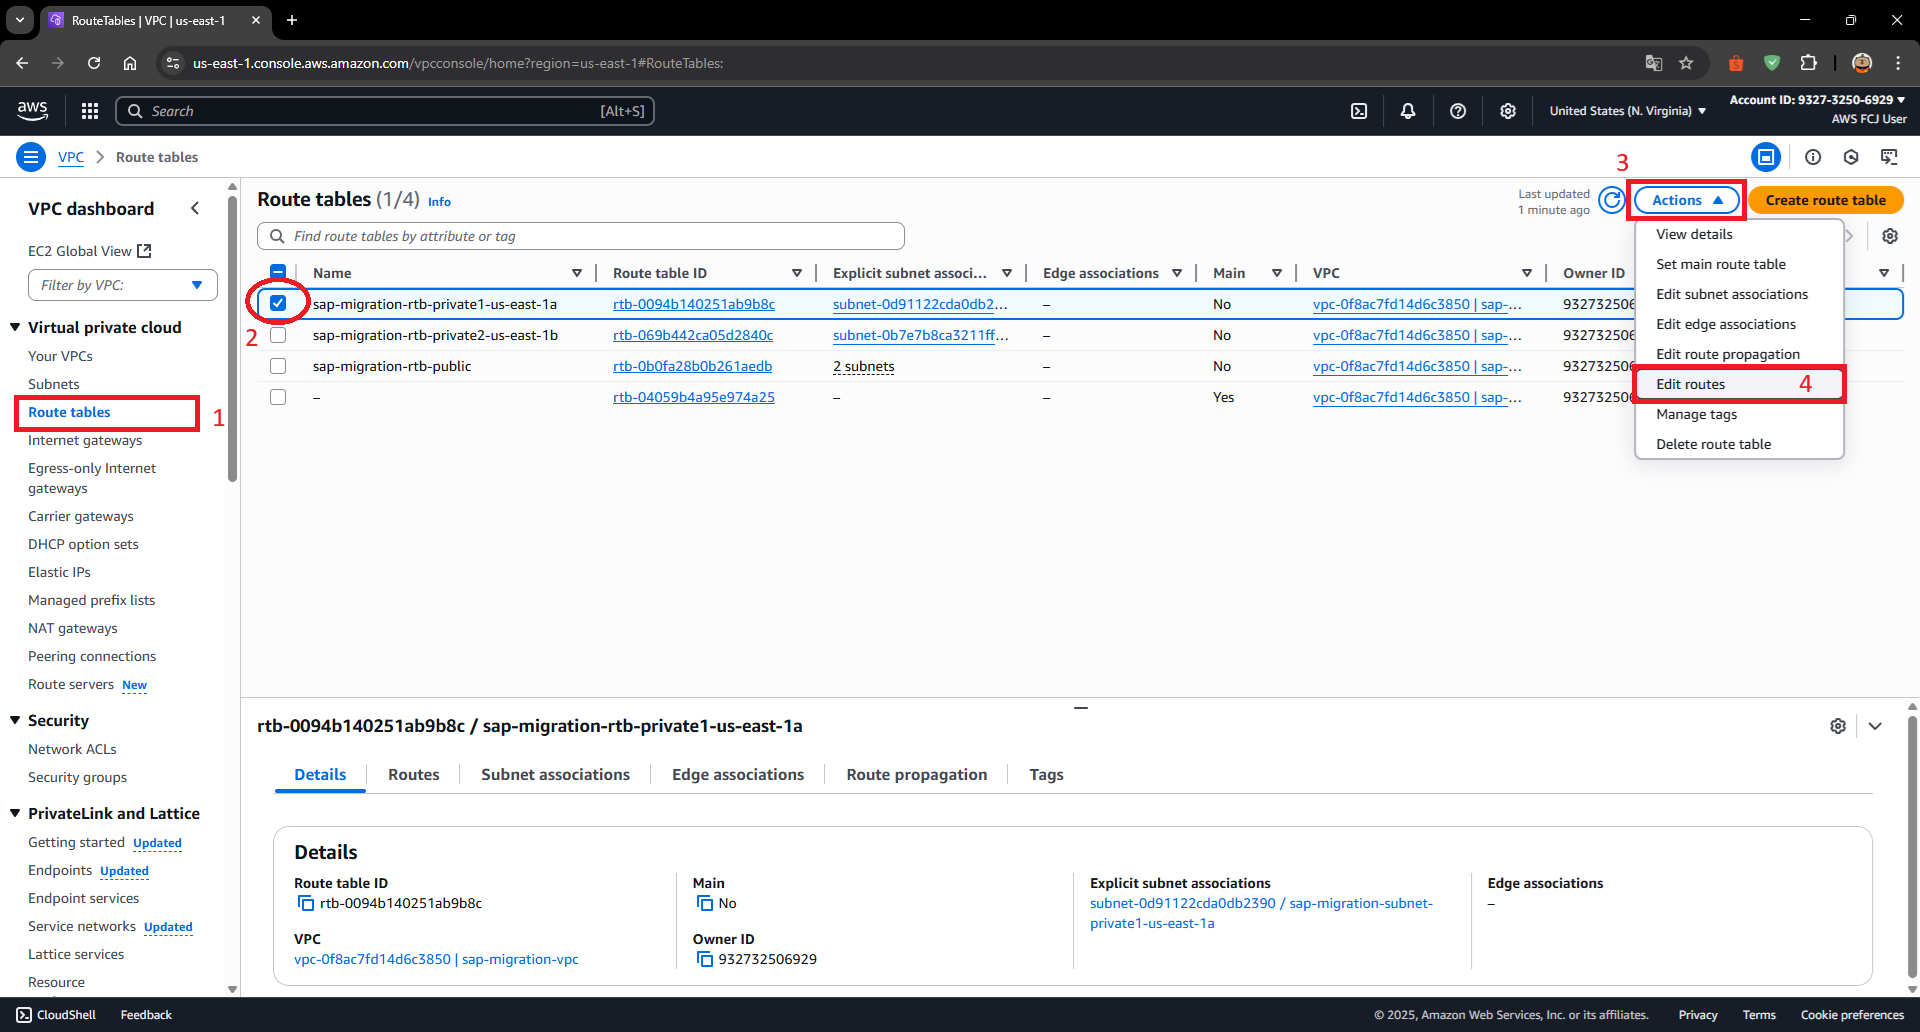 RouteTables | VPC | us-east-1
us-east-1.console.aws.amazon.com/vpcconsole/home?region=us-east-1#RouteTables:
aws
Search
[Alt+S]
United States (N. Virginia)
Account ID: 9327-3250-6929
AWS FCJ User
VPC
Route tables
3
VPC dashboard
EC2 Global View
Filter by VPC:
Virtual private cloud
Your VPCs
Subnets
Route tables
1
Internet gateways
Egress-only Internet
gateways
Carrier gateways
DHCP option sets
Elastic IPs
Managed prefix lists
NAT gateways
Peering connections
Route servers New
Security
Network ACLs
Security groups
PrivateLink and Lattice
Getting started Updated
Endpoints Updated
Endpoint services
Service networks Updated
Lattice services
Resource
Route tables (1/4) Info
Last updated
1 minute ago
Actions
Create route table
Find route tables by attribute or tag
Name Route table ID Explicit subnet associ... Edge associations Main VPC Owner ID
sap-migration-rtb-private1-us-east-1a rtb-0094b140251ab9b8c subnet-0d91122cda0db2... – No vpc-0f8ac7fd14d6c3850 | sap-... 932732506
2
sap-migration-rtb-private2-us-east-1b rtb-069b442ca05d2840c subnet-0b7e7b8ca3211ff... – No vpc-0f8ac7fd14d6c3850 | sap-... 932732506
sap-migration-rtb-public rtb-0b0fa28b0b261aedb 2 subnets – No vpc-0f8ac7fd14d6c3850 | sap-... 932732506
– rtb-04059b4a95e974a25 – – Yes vpc-0f8ac7fd14d6c3850 | sap-... 932732506
View details
Set main route table
Edit subnet associations
Edit edge associations
Edit route propagation
Edit routes 4
Manage tags
Delete route table
rtb-0094b140251ab9b8c / sap-migration-rtb-private1-us-east-1a
Details Routes Subnet associations Edge associations Route propagation Tags
Details
Route table ID
rtb-0094b140251ab9b8c
VPC
vpc-0f8ac7fd14d6c3850 | sap-migration-vpc
Main
No
Owner ID
932732506929
Explicit subnet associations
subnet-0d91122cda0db2390 / sap-migration-subnet-
private1-us-east-1a
Edge associations
–
CloudShell Feedback
© 2025, Amazon Web Services, Inc. or its affiliates. Privacy Terms Cookie preferences